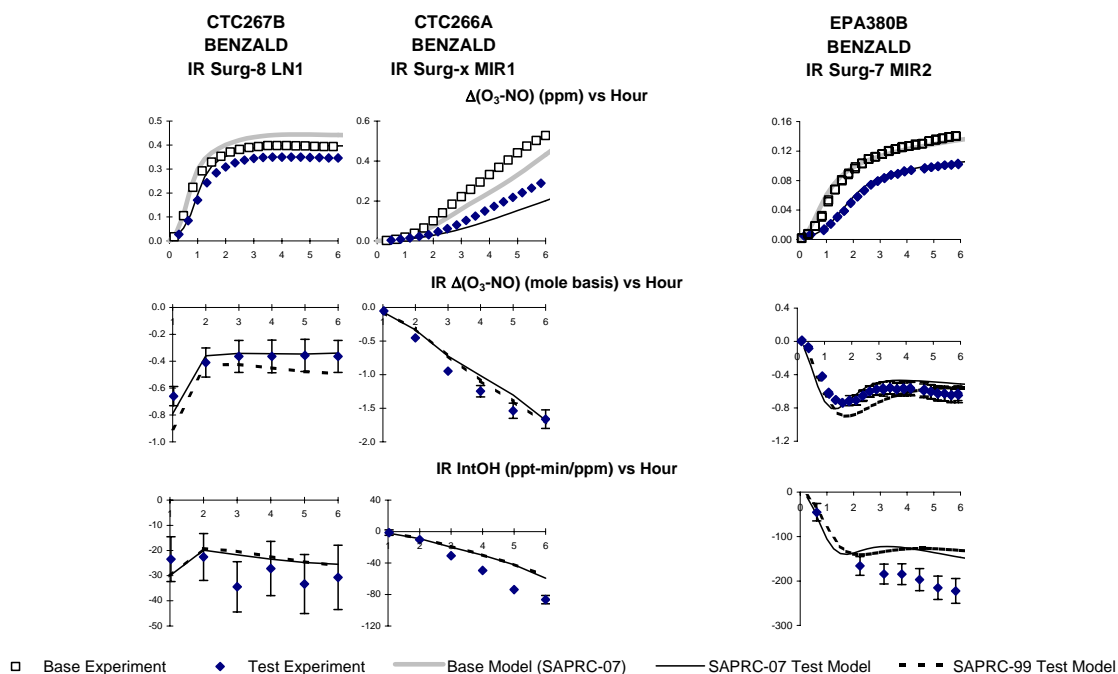 CTC267B
BENZALD
IR Surg-8 LN1
CTC266A
BENZALD
IR Surg-x MIR1
EPA380B
BENZALD
IR Surg-7 MIR2
Δ(O3-NO) (ppm) vs Hour
0.5
0.4
0.3
0.2
0.1
0.0
0 1 2 3 4 5 6
0.6
0.4
0.2
0.0
0 1 2 3 4 5 6
0.16
0.12
0.08
0.04
0.00
0 1 2 3 4 5 6
IR Δ(O3-NO) (mole basis) vs Hour
0.0
-0.2
-0.4
-0.6
-0.8
-1.0
1 2 3 4 5 6
0.0
-0.5
-1.0
-1.5
-2.0
1 2 3 4 5 6
0.4
0.0
-0.4
-0.8
-1.2
0 1 2 3 4 5 6
IR IntOH (ppt-min/ppm) vs Hour
0
-10
-20
-30
-40
-50
1 2 3 4 5 6
40
0
-40
-80
-120
1 2 3 4 5 6
0
-100
-200
-300
0 1 2 3 4 5 6
Base Experiment Test Experiment Base Model (SAPRC-07) SAPRC-07 Test Model SAPRC-99 Test Model